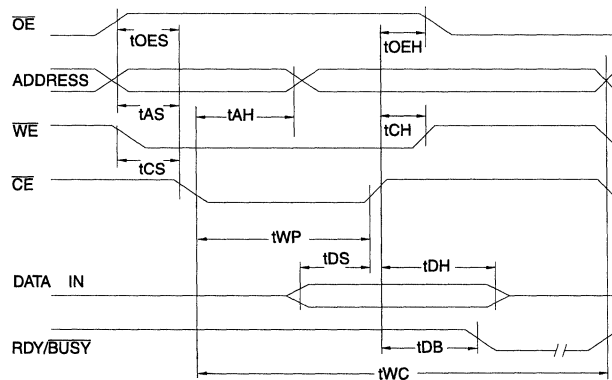 OE
tOES
tOEH
ADDRESS
tAS
tAH
tCH
WE
tCS
CE
tWP
tDS
tDH
DATA IN
RDY/BUSY
tDB
tWC